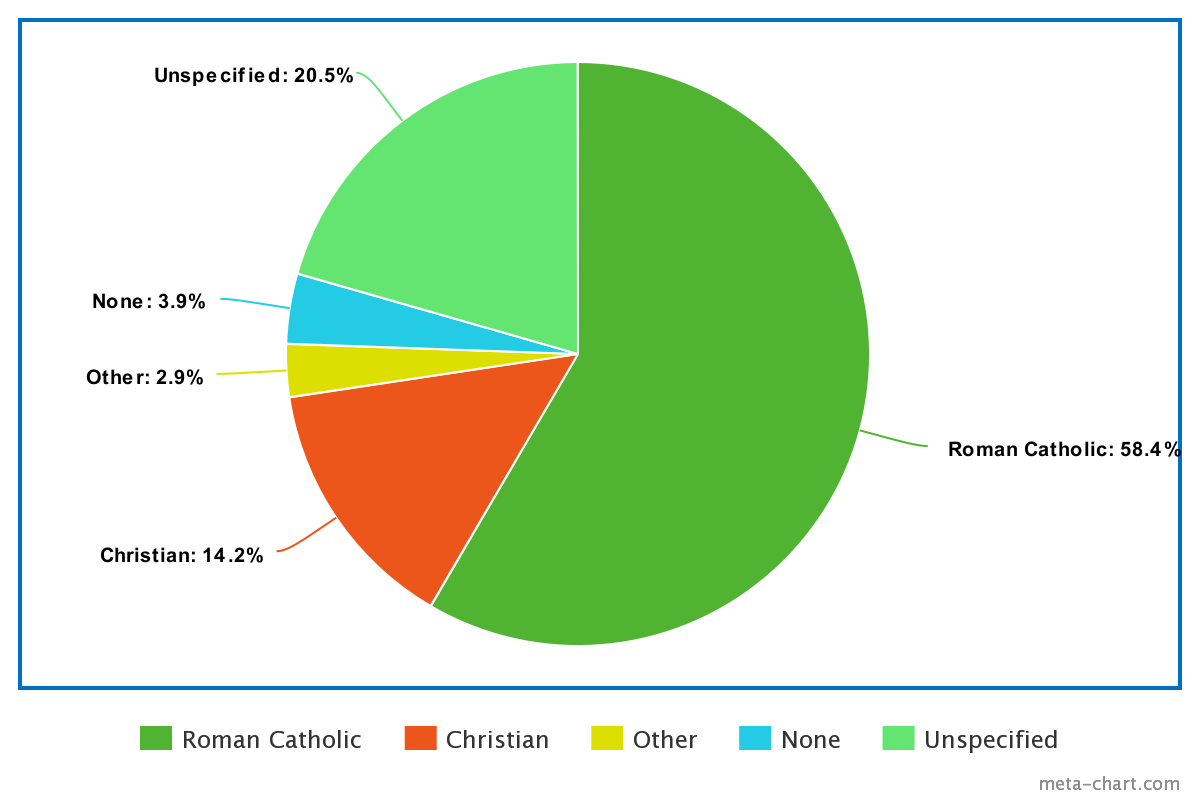 Unspecified: 20.5%
None: 3.9%
Other: 2.9%
Roman Catholic: 58.4%
Christian: 14.2%
Roman Catholic Christian Other None Unspecified
meta-chart.com